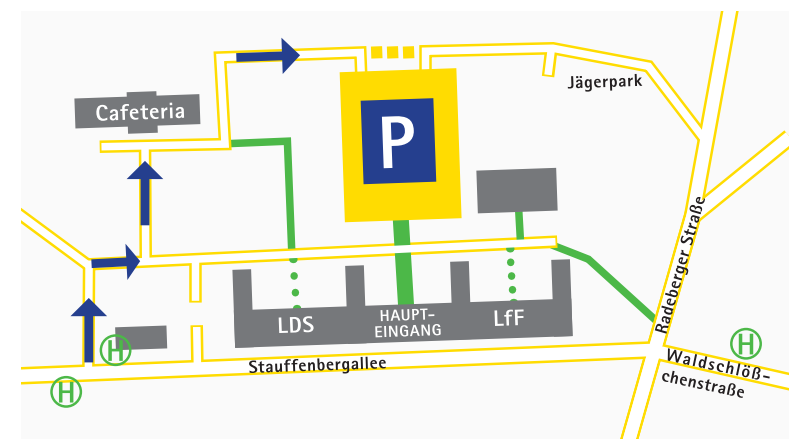 Jägerpark
Cafeteria
P
Radeberger Straße
LDS
HAUPT-
EINGANG
LfF
H
H
H
Stauffenbergallee
Waldschlöß-
chenstraße